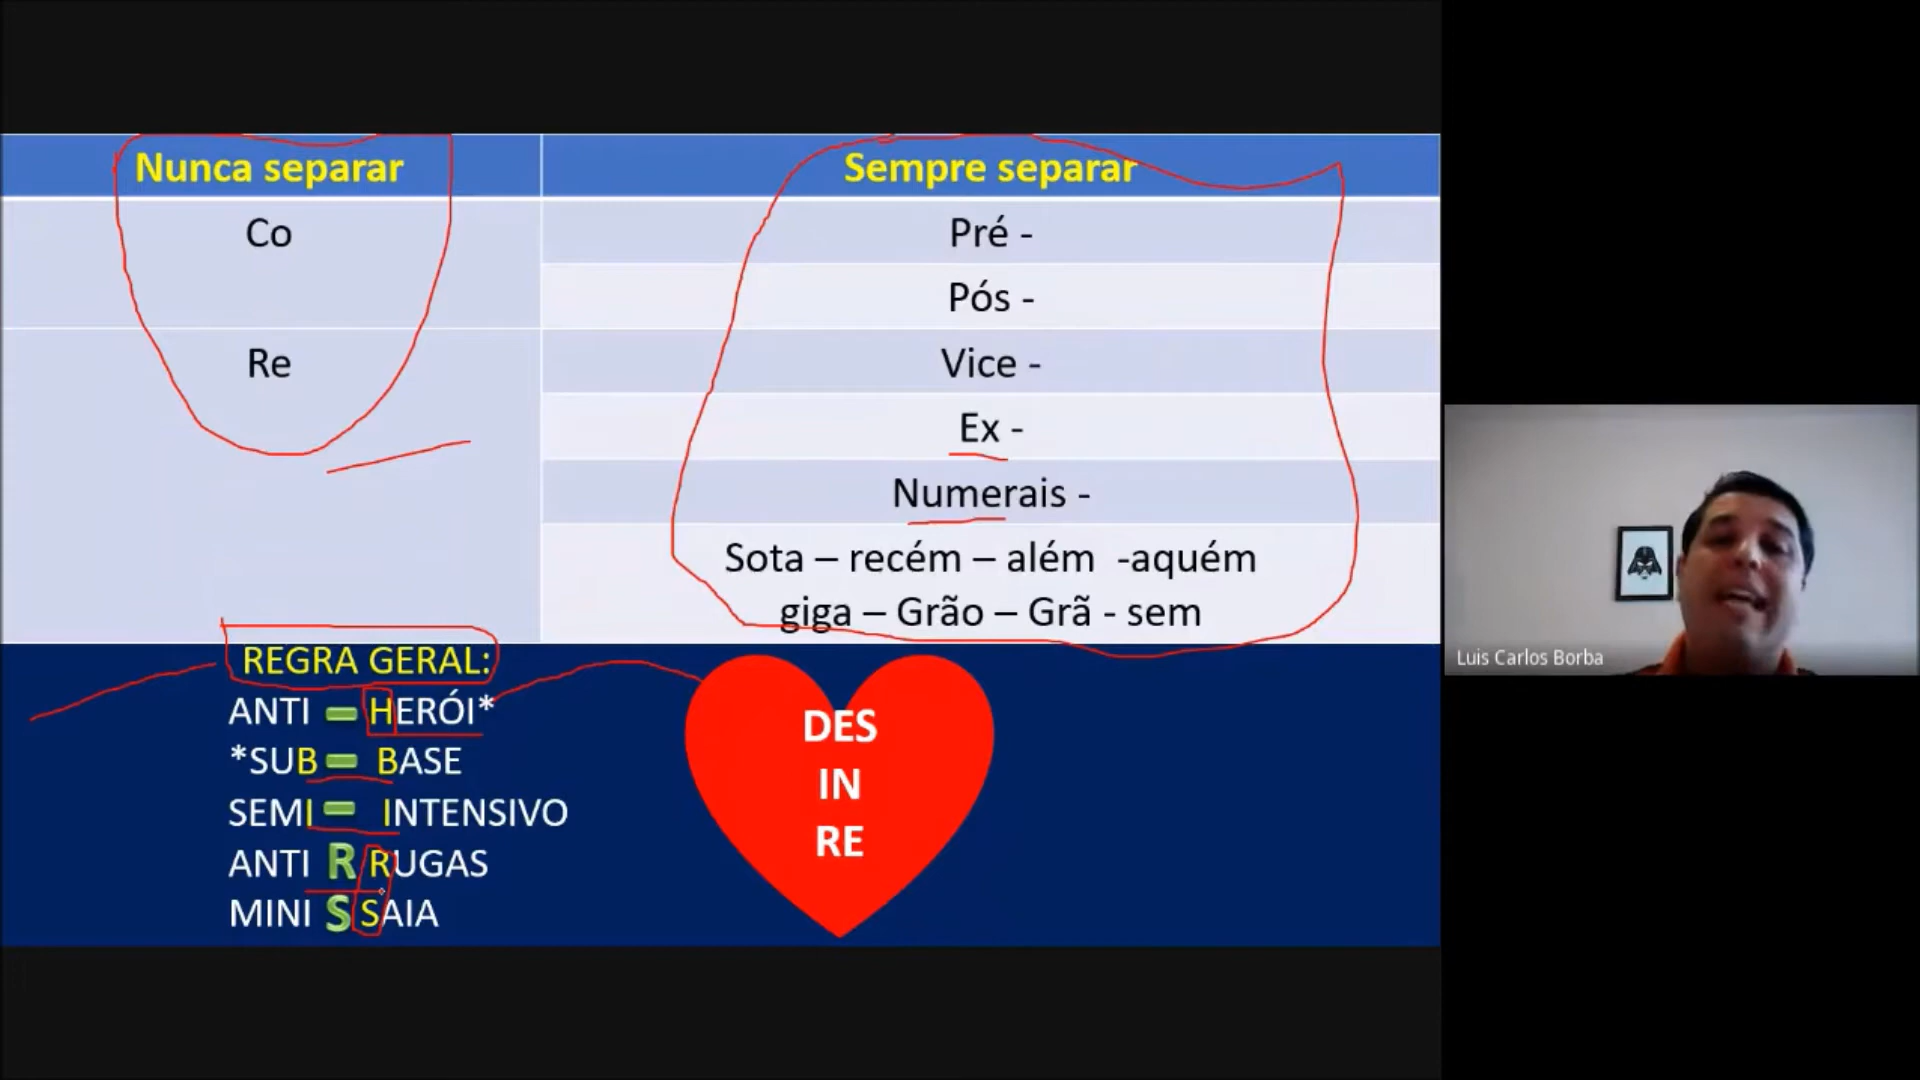 Nunca separar
Sempre separar
Co
Pré -
Pós -
Re
Vice -
Ex -
Numerais -
Sota – recém – além -aquém
giga – Grão – Grã - sem
REGRA GERAL:
ANTI HERÓI*
*SUB BASE
SEMI INTENSIVO
ANTI R RUGAS
MINI S SAIA
DES
IN
RE
Luis Carlos Borba